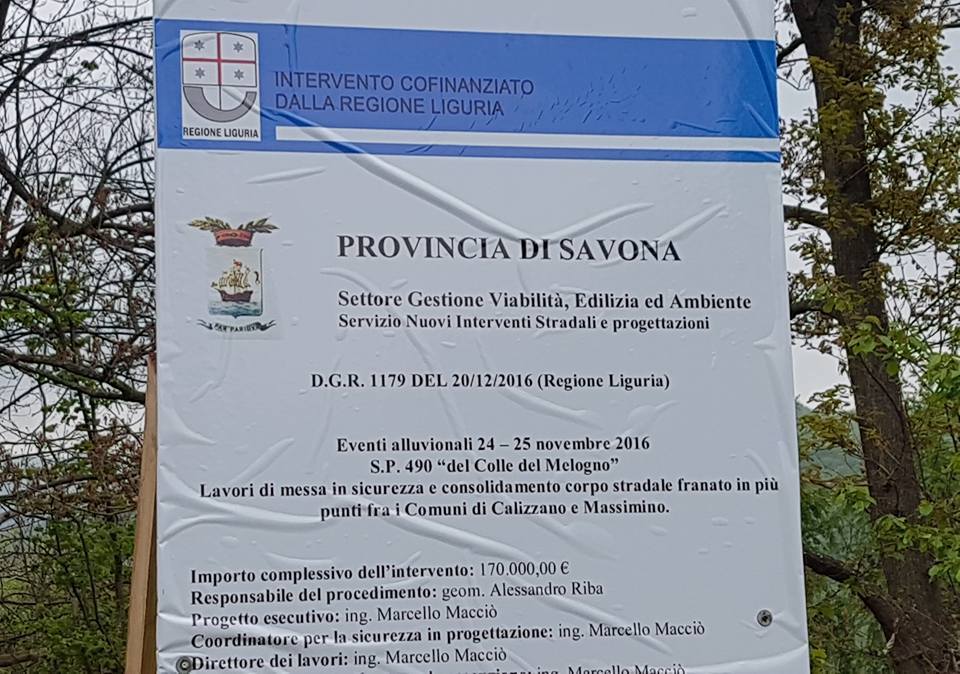 REGIONE LIGURIA
INTERVENTO COFINANZIATO
DALLA REGIONE LIGURIA
PROVINCIA DI SAVONA
Settore Gestione Viabilità, Edilizia ed Ambiente
Servizio Nuovi Interventi Stradali e progettazioni
D.G.R. 1179 DEL 20/12/2016 (Regione Liguria)
Eventi alluvionali 24 – 25 novembre 2016
S.P. 490 “del Colle del Melogno”
Lavori di messa in sicurezza e consolidamento corpo stradale franato in più
punti fra i Comuni di Calizzano e Massimino.
Importo complessivo dell'intervento: 170.000,00 €
Responsabile del procedimento: geom. Alessandro Riba
Progetto esecutivo: ing. Marcello Macciò
Coordinatore per la sicurezza in progettazione: ing. Marcello Macciò
Direttore dei lavori: ing. Marcello Macciò
ing. Marcello Macciò